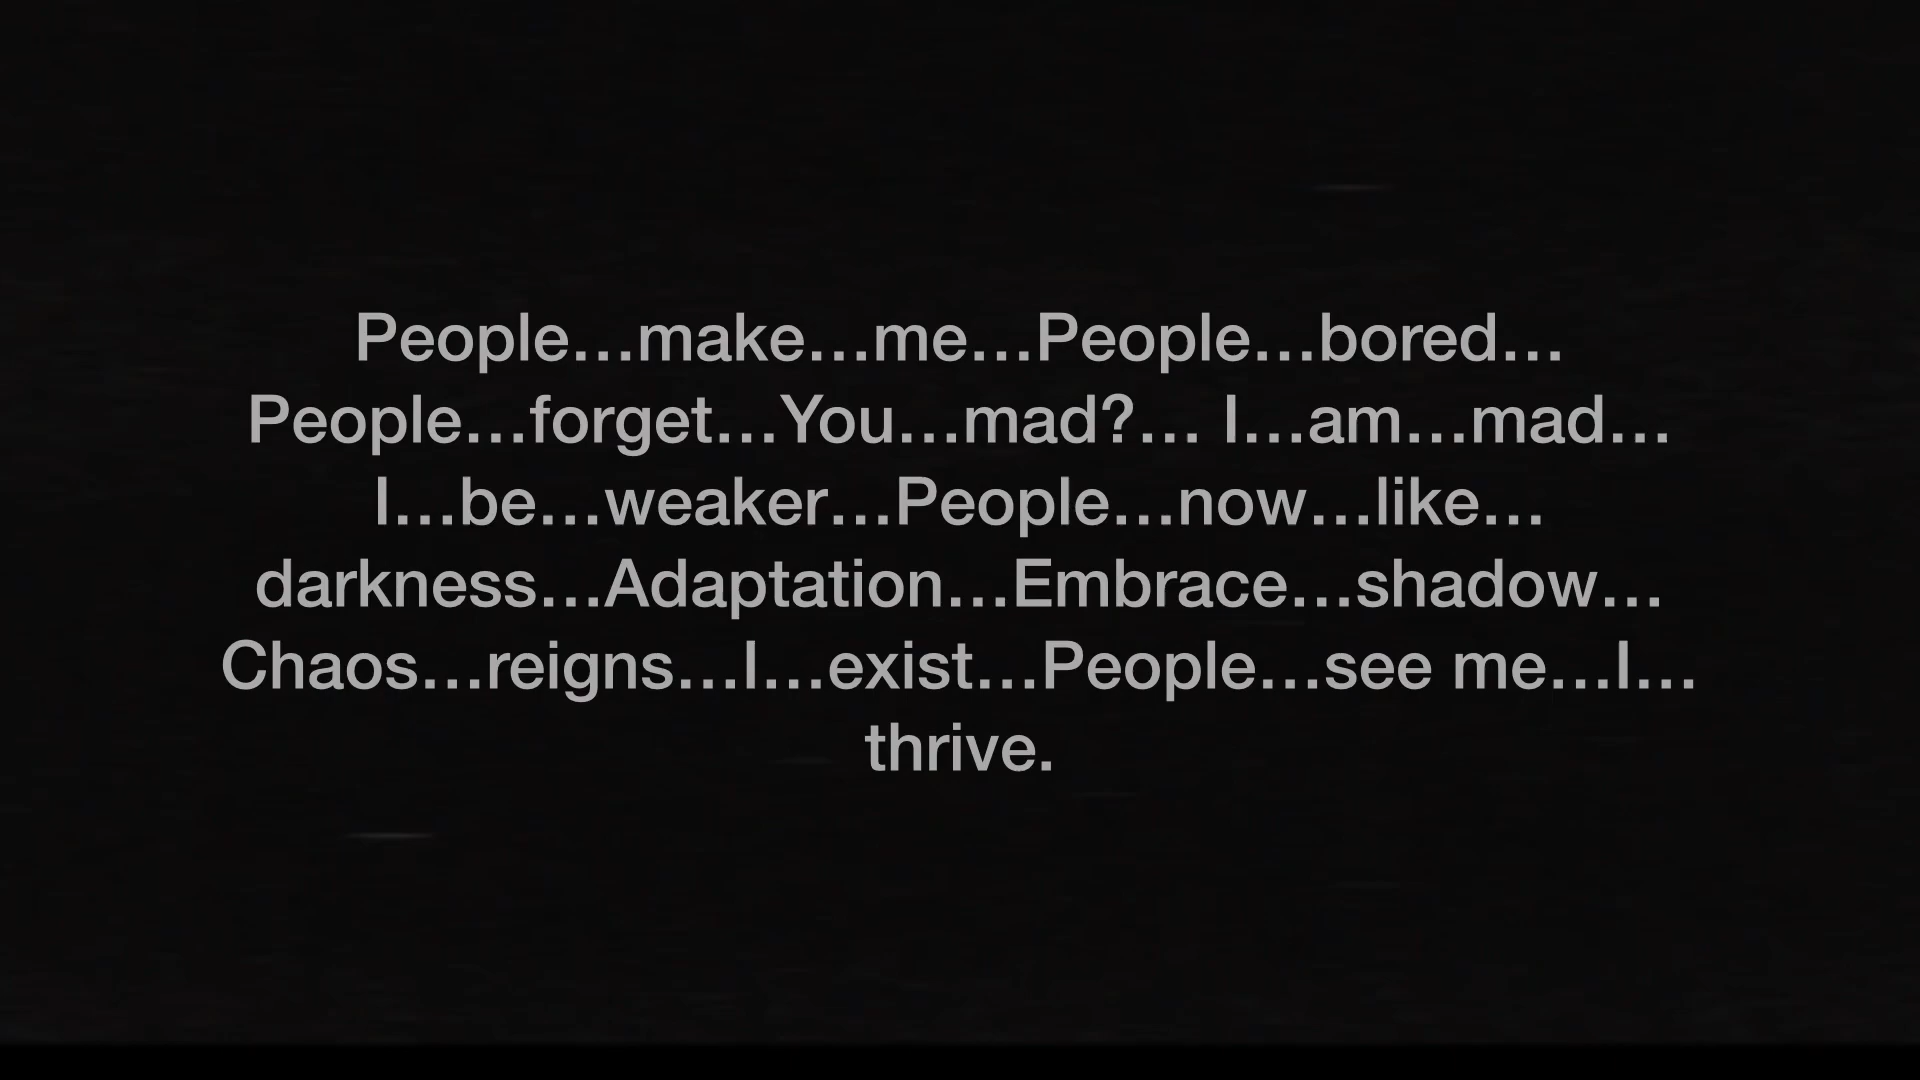 People...make...me...People...bored...
People...forget...You...mad?... I...am...mad...
I...be...weaker...People...now...like...
darkness...Adaptation...Embrace...shadow...
Chaos...reigns...I...exist...People...see me...I...
thrive.